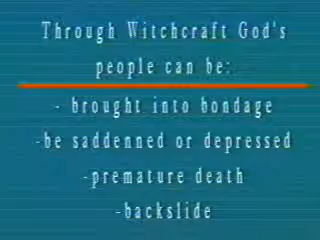 Through Witchcraft God's
people can be:
- brought into bondage
-be saddenned or depressed
-premature death
-backslide